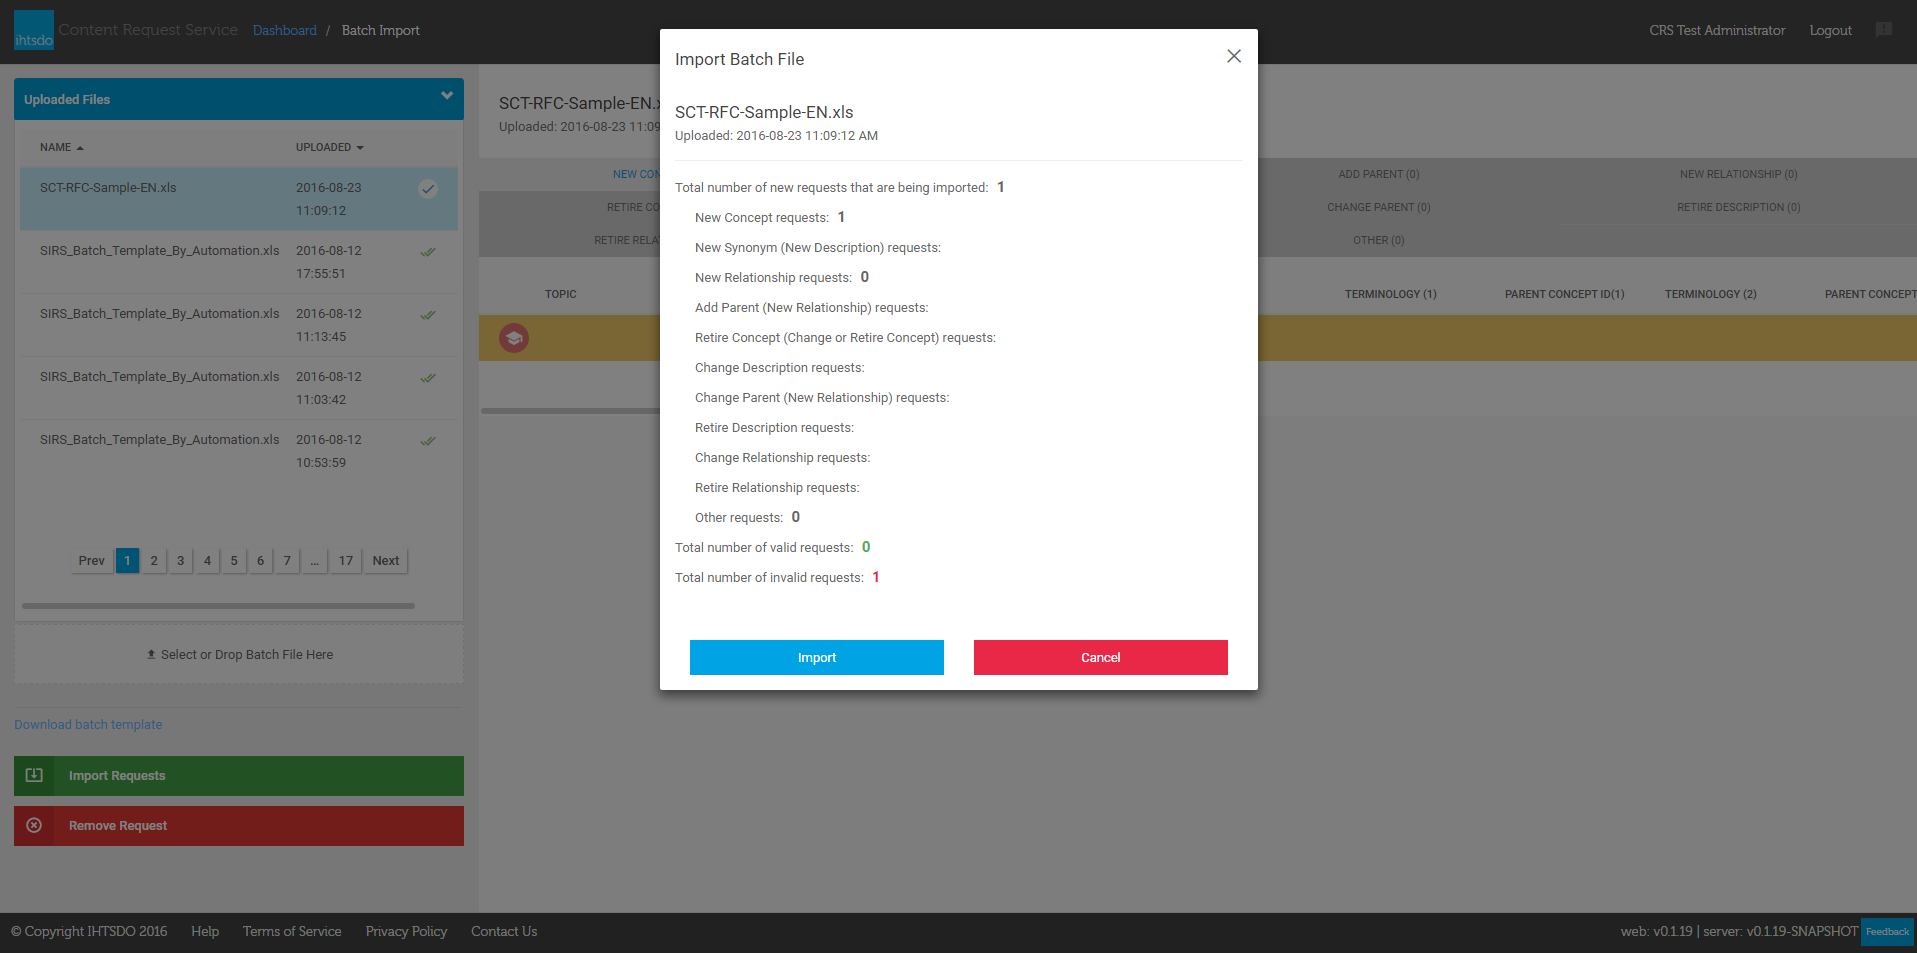 ihtsdo Content Request Service Dashboard / Batch Import
CRS Test Administrator Logout
Uploaded Files
NAME UPLOADED
SCT-RFC-Sample-EN.xls 2016-08-23
11:09:12
SIRS_Batch_Template_By_Automation.xls 2016-08-12
17:55:51
SIRS_Batch_Template_By_Automation.xls 2016-08-12
11:13:45
SIRS_Batch_Template_By_Automation.xls 2016-08-12
11:03:42
SIRS_Batch_Template_By_Automation.xls 2016-08-12
10:53:59
Prev 1 2 3 4 5 6 7 ... 17 Next
Select or Drop Batch File Here
Download batch template
Import Requests
Remove Request
SCT-RFC-Sample-EN.x
Uploaded: 2016-08-23 11:09
NEW CON
ADD PARENT (0) NEW RELATIONSHIP (0)
RETIRE CO
CHANGE PARENT (0) RETIRE DESCRIPTION (0)
RETIRE RELA
OTHER (0)
TOPIC
TERMINOLOGY (1) PARENT CONCEPT ID(1) TERMINOLOGY (2) PARENT CONCEPT
Import Batch File
SCT-RFC-Sample-EN.xls
Uploaded: 2016-08-23 11:09:12 AM
Total number of new requests that are being imported: 1
New Concept requests: 1
New Synonym (New Description) requests:
New Relationship requests: 0
Add Parent (New Relationship) requests:
Retire Concept (Change or Retire Concept) requests:
Change Description requests:
Change Parent (New Relationship) requests:
Retire Description requests:
Change Relationship requests:
Retire Relationship requests:
Other requests: 0
Total number of valid requests: 0
Total number of invalid requests: 1
Import Cancel
© Copyright IHTSDO 2016 Help Terms of Service Privacy Policy Contact Us
web: v0.1.19 | server: v0.1.19-SNAPSHOT Feedback